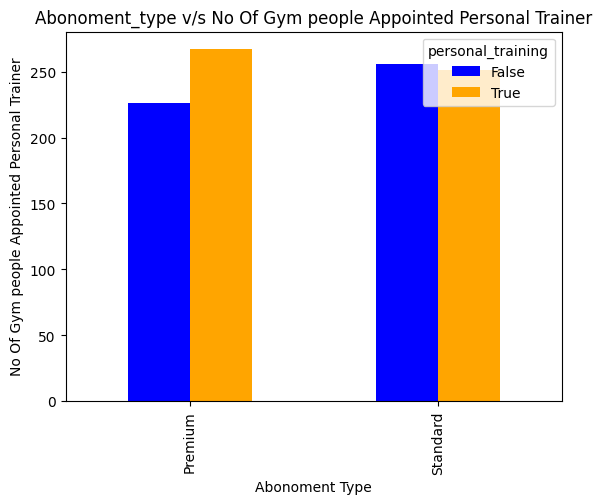 Abonoment_type v/s No Of Gym people Appointed Personal Trainer
No Of Gym people Appointed Personal Trainer
250
200
150
100
50
0
personal_training
False
True
Premium
Standard
Abonoment Type